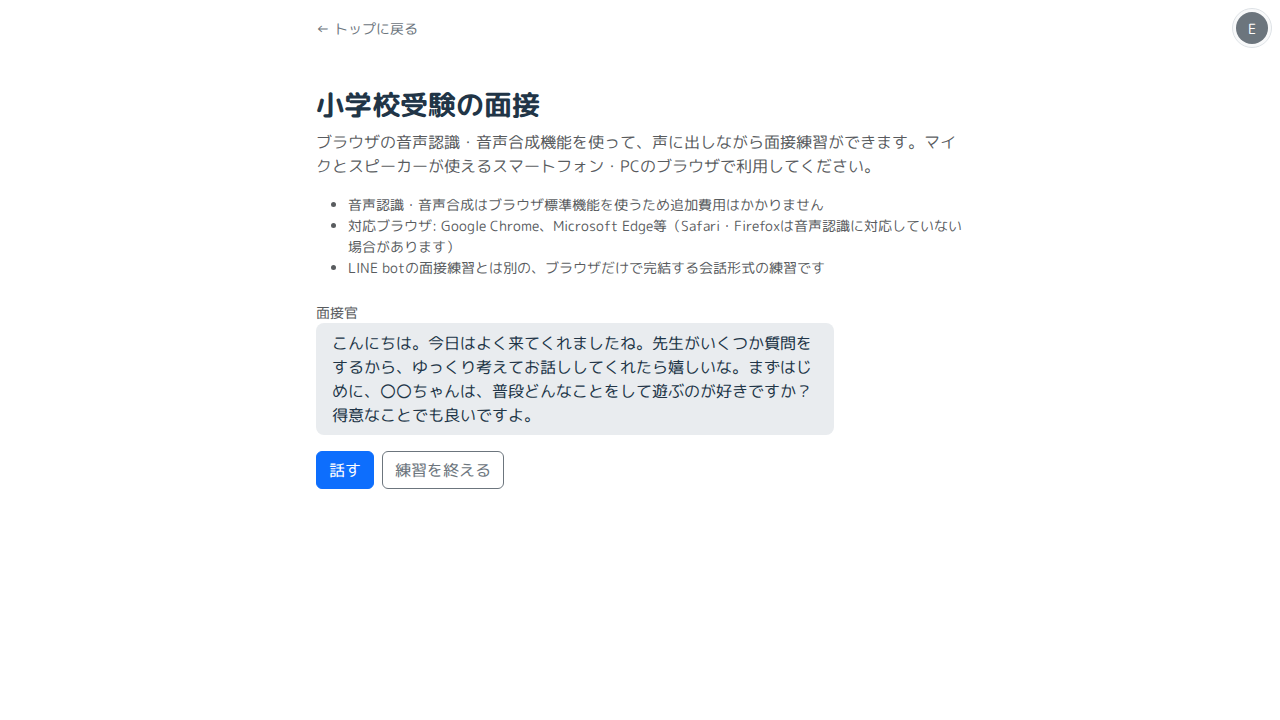 ← トップに戻る
E
小学校受験の面接
ブラウザの音声認識・音声合成機能を使って、声に出しながら面接練習ができます。マイ
クとスピーカーが使えるスマートフォン・PCのブラウザで利用してください。
• 音声認識・音声合成はブラウザ標準機能を使うため追加費用はかかりません
• 対応ブラウザ: Google Chrome、Microsoft Edge等（Safari・Firefoxは音声認識に対応していない
場合があります）
• LINE botの面接練習とは別の、ブラウザだけで完結する会話形式の練習です
面接官
こんにちは。今日はよく来てくれましたね。先生がいくつか質問を
するから、ゆっくり考えてお話ししてくれたら嬉しいな。まずはじ
めに、〇〇ちゃんは、普段どんなことをして遊ぶのが好きですか？
得意なことでも良いですよ。
話す
練習を終える